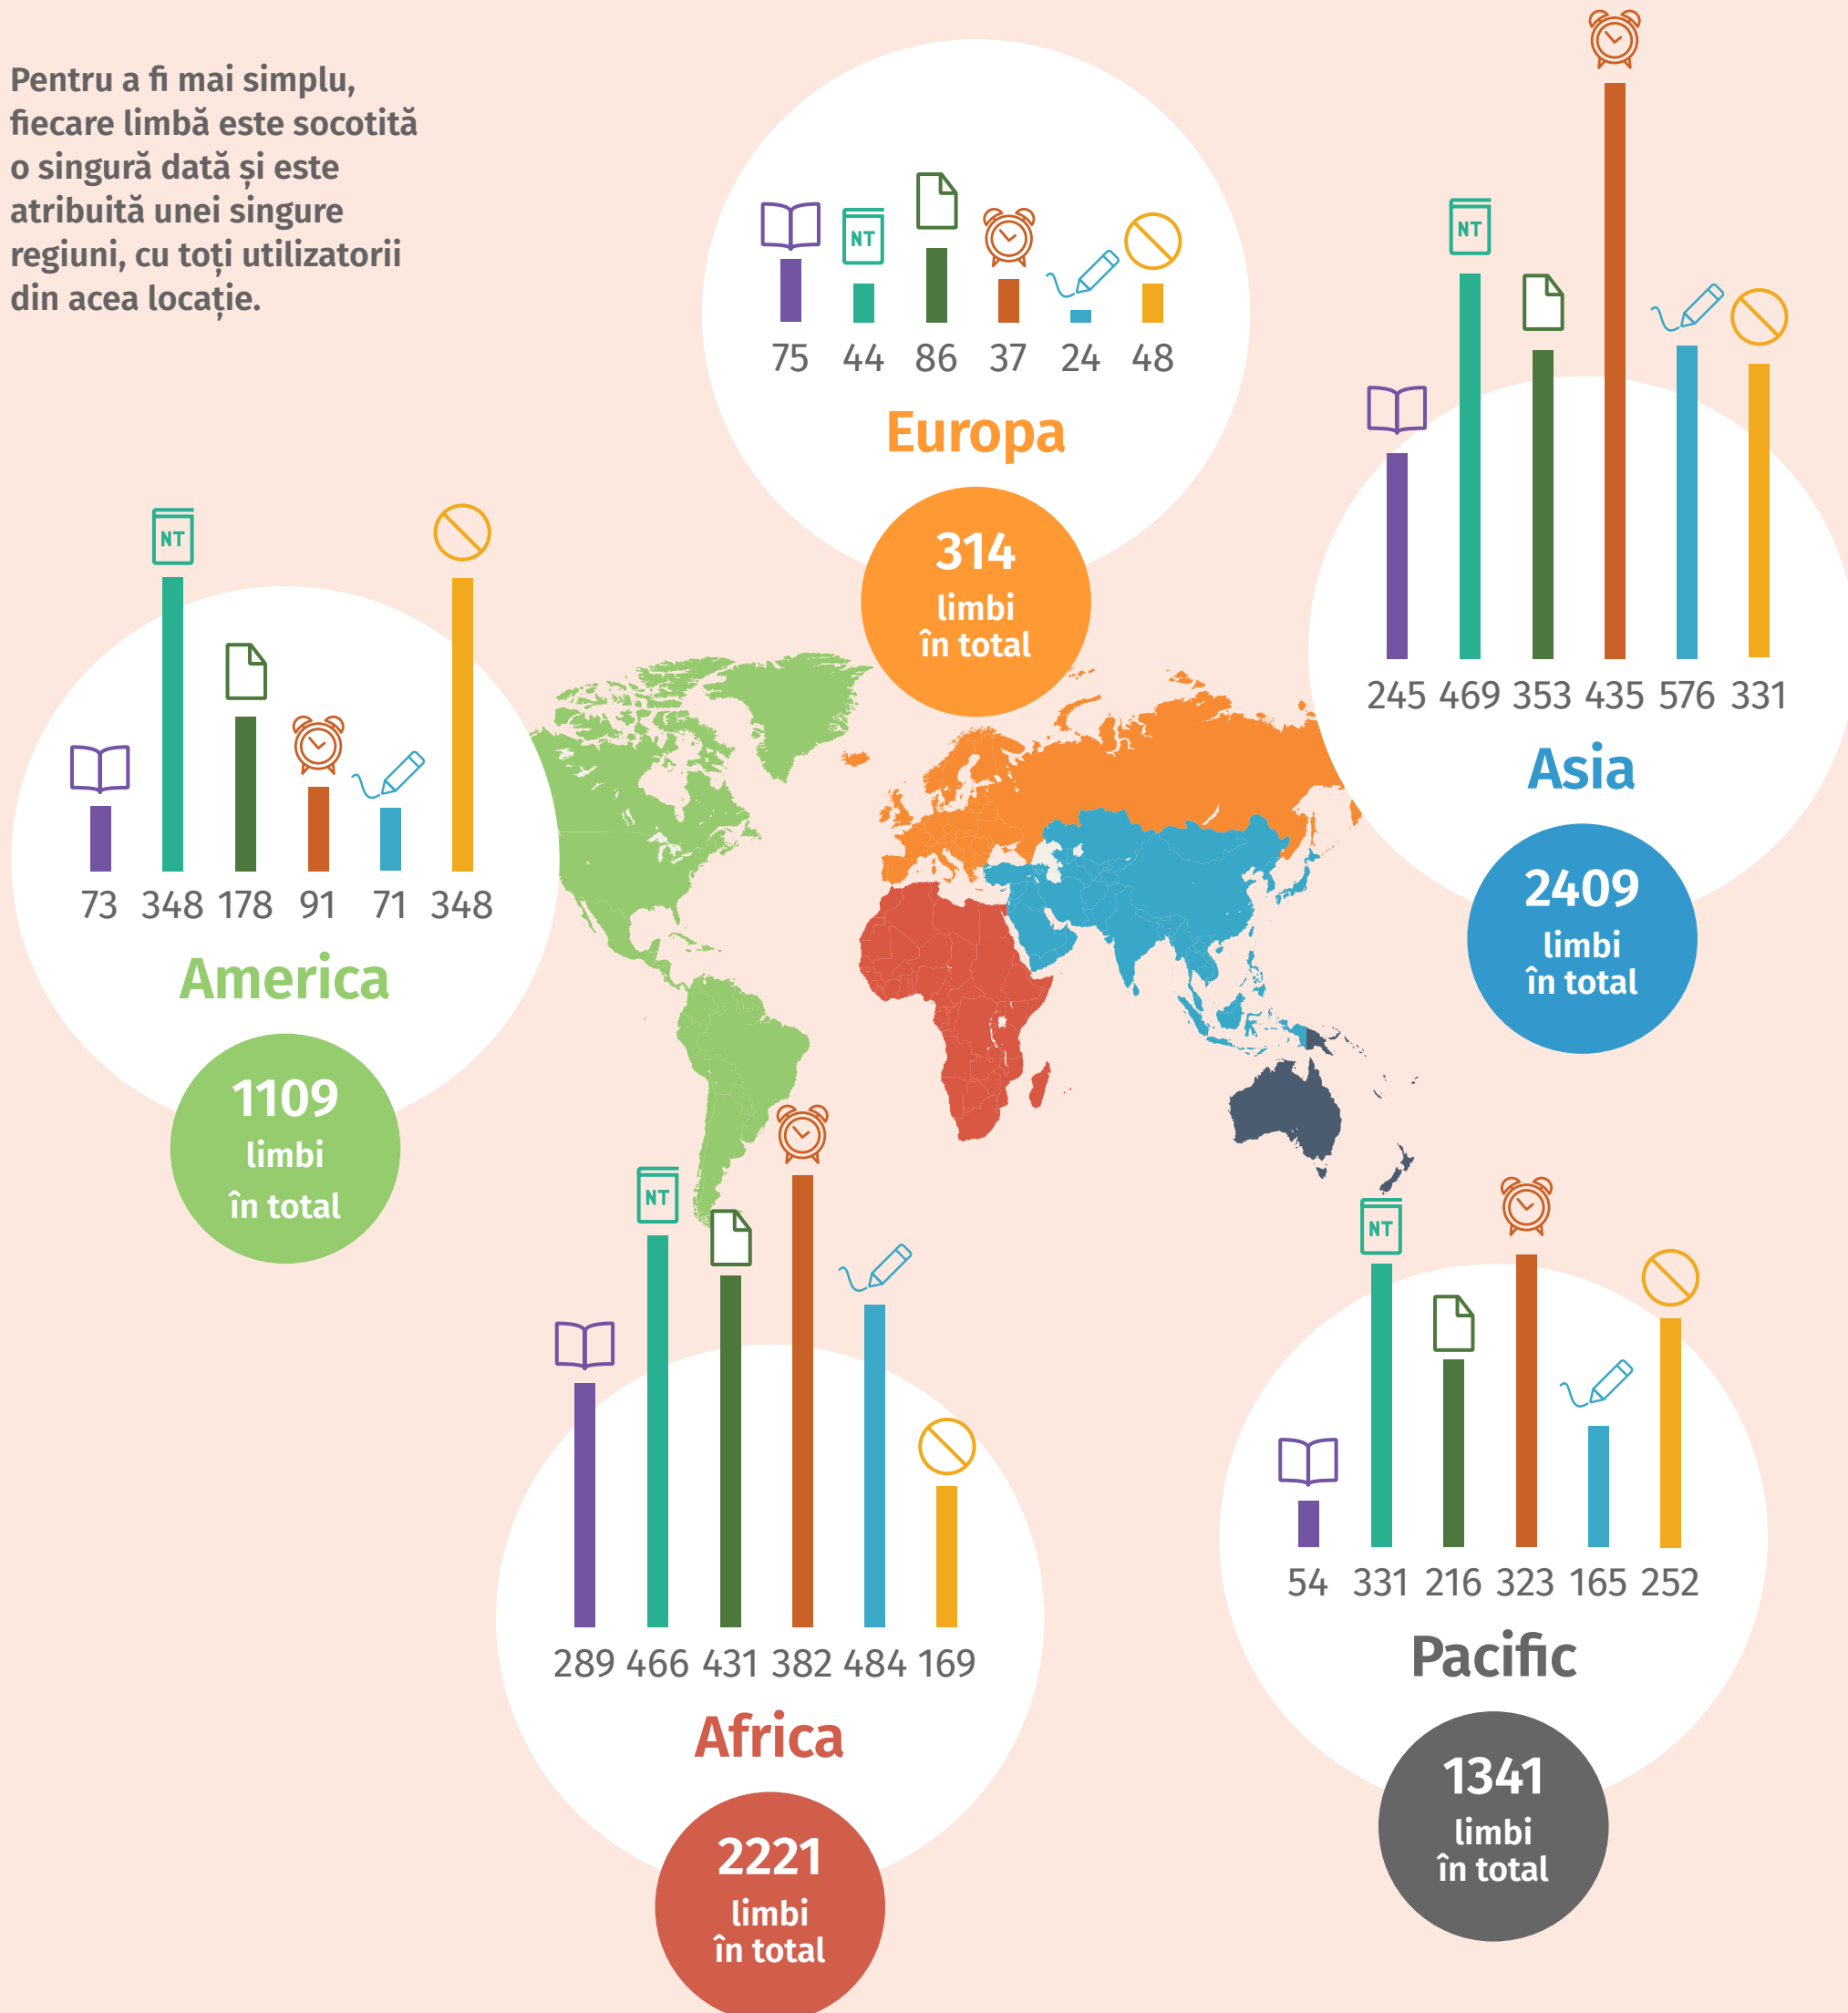 Pentru a fi mai simplu,
fiecare limbă este socotită
o singură dată și este
atribuită unei singure
regiuni, cu toți utilizatorii
din acea locație.
NT
75 44 86 37 24 48
Europa
314
limbi
în total
NT
245 469 353 435 576 331
Asia
2409
limbi
în total
NT
73 348 178 91 71 348
America
1109
limbi
în total
NT
289 466 431 382 484 169
Africa
2221
limbi
în total
NT
54 331 216 323 165 252
Pacific
1341
limbi
în total